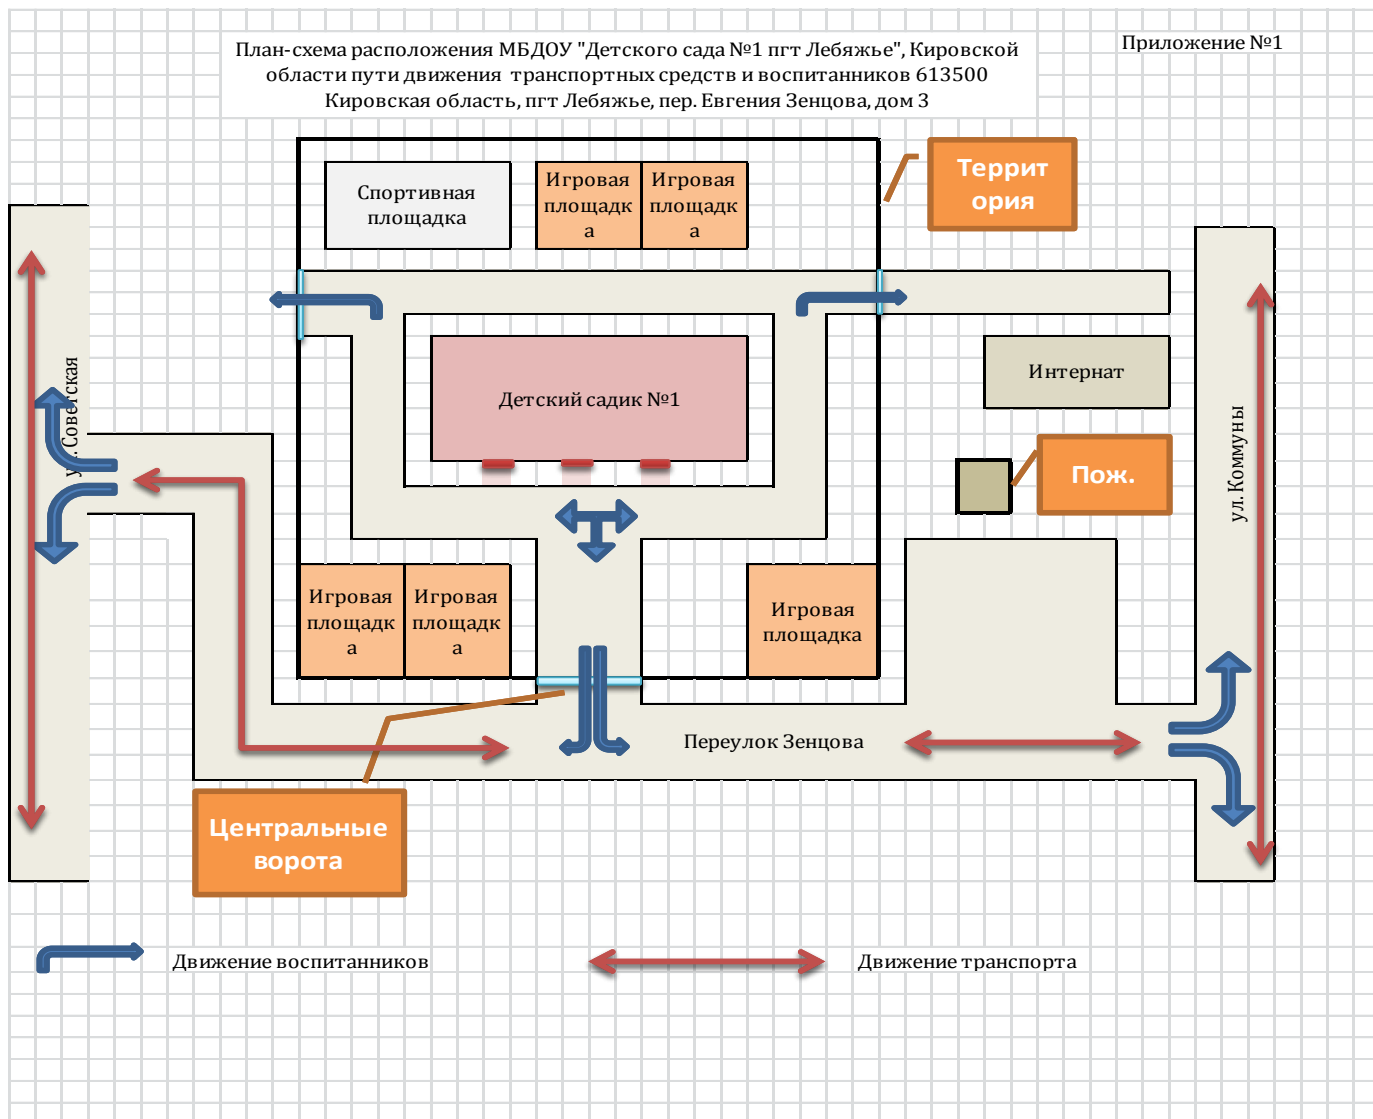 План-схема расположения МБДОУ "Детского сада №1 пгт Лебяжье", Кировской
области пути движения транспортных средств и воспитанников 613500
Кировская область, пгт Лебяжье, пер. Евгения Зенцова, дом 3
Приложение №1
Спортивная
площадка
Игровая
площадк
а
Игровая
площадк
а
Террит
ория
ул. Советская
Детский садик №1
Интернат
Пож.
ул. Коммуны
Игровая
площадк
а
Игровая
площадк
а
Игровая
площадка
Переулок Зенцова
Центральные
ворота
Движение воспитанников
Движение транспорта